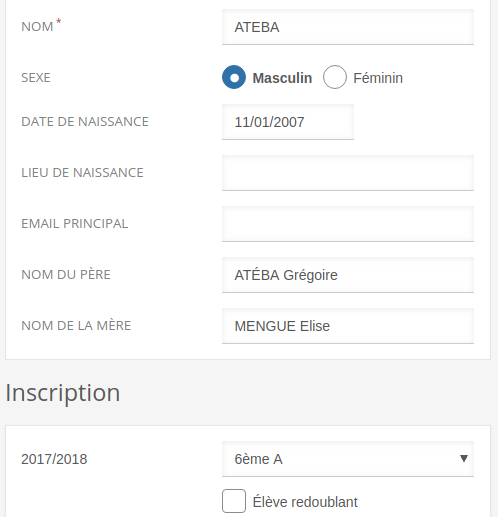 NOM * ATEBA
SEXE Masculin Féminin
DATE DE NAISSANCE 11/01/2007
LIEU DE NAISSANCE
EMAIL PRINCIPAL
NOM DU PÈRE ATÉBA Grégoire
NOM DE LA MÈRE MENGUE Elise
Inscription
2017/2018 6ème A
Élève redoublant